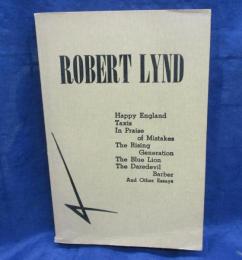 ROBERT LYND
Happy England
Taxis
In Praise
of Mistakes
The Rising
Generation
The Blue Lion
The Daredevil
Barber
And Other Essays